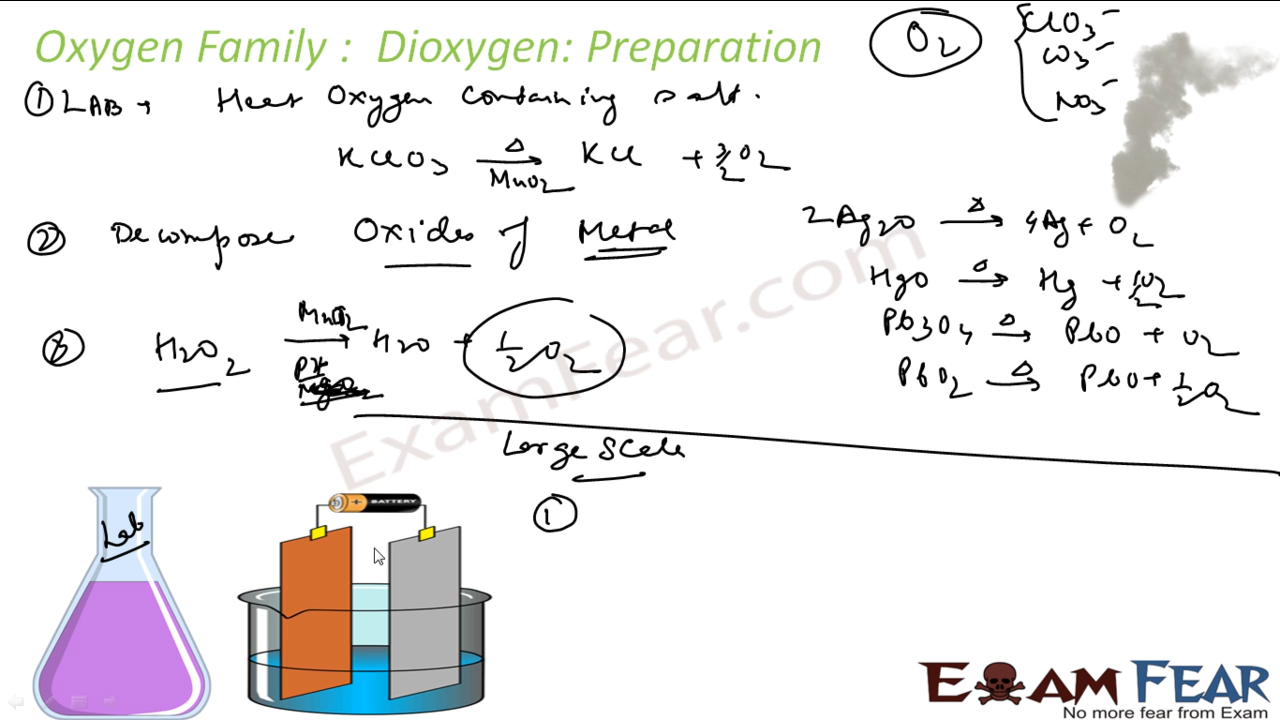 Oxygen Family : Dioxygen: Preparation
O2
ClO3⁻
CO3⁻
NO3⁻
① LAB → Heat Oxygen containing salt.
KClO3 —Δ/MnO2→ KCl + 3/2 O2
② Decompose Oxides of Metal
2Ag2O —Δ→ 4Ag + O2
HgO —Δ→ Hg + 1/2 O2
Pb3O4 —Δ→ PbO + O2
PbO2 —Δ→ PbO + 1/2 O2
③ H2O2 —MnO2/Pt→ H2O + 1/2 O2
Large Scale
①
Lab
BATTERY
ExamFear.com
EXAM FEAR
No more fear from Exam